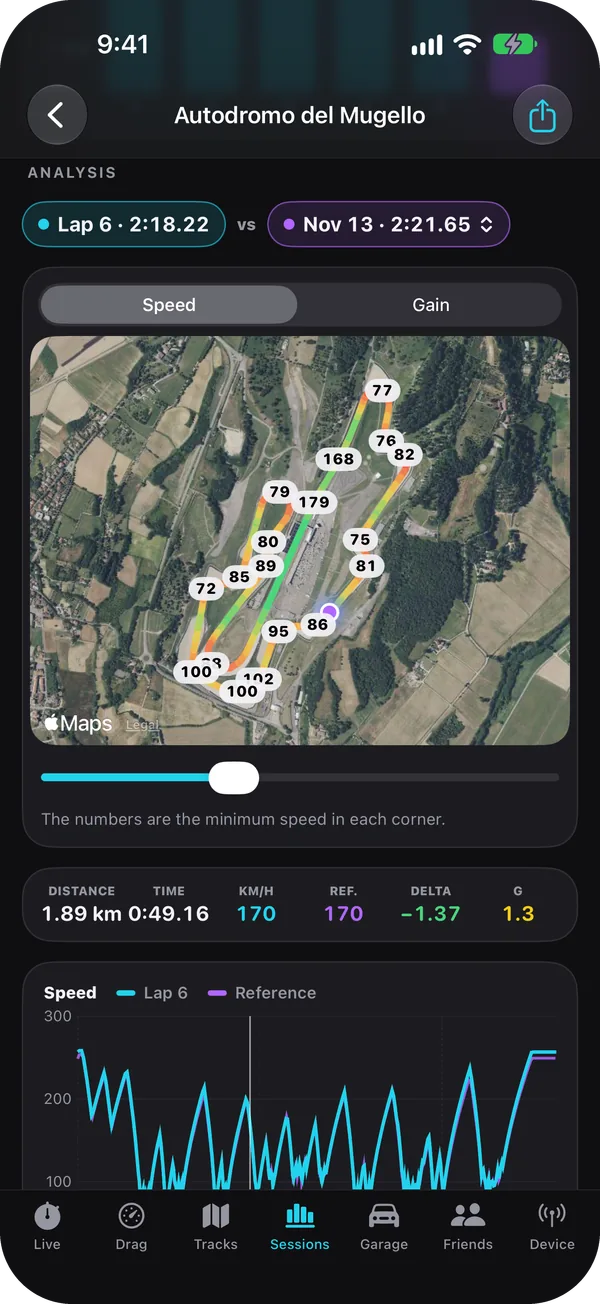 9:41
Autodromo del Mugello
ANALYSIS
Lap 6 · 2:18.22 vs Nov 13 · 2:21.65
Speed Gain
77
76
82
168
79
179
80
75
89
81
85
72
86
95
100
102
100
Maps Legal
The numbers are the minimum speed in each corner.
DISTANCE TIME KM/H REF. DELTA G
1.89 km 0:49.16 170 170 −1.37 1.3
Speed Lap 6 Reference
300
200
100
Live Drag Tracks Sessions Garage Friends Device